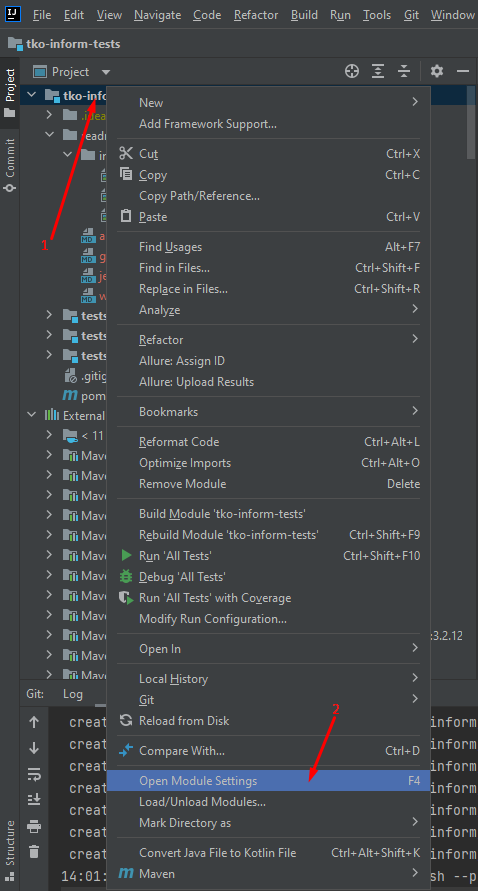 IJ File Edit View Navigate Code Refactor Build Run Tools Git Window
tko-inform-tests
Project
Project
tko-info
1
.idea
readm
in
a
g
je
w
tests
tests
tests
.gitig
pom
External
< 11
Mave
Mave
Mave
Mave
Mave
Mave
Mave
Mave
Mave
Mave
Mave
Mave
:3.2.12
New
Add Framework Support...
Cut Ctrl+X
Copy Ctrl+C
Copy Path/Reference...
Paste Ctrl+V
Find Usages Alt+F7
Find in Files... Ctrl+Shift+F
Replace in Files... Ctrl+Shift+R
Analyze
Refactor
Allure: Assign ID
Allure: Upload Results
Bookmarks
Reformat Code Ctrl+Alt+L
Optimize Imports Ctrl+Alt+O
Remove Module Delete
Build Module 'tko-inform-tests'
Rebuild Module 'tko-inform-tests' Ctrl+Shift+F9
Run 'All Tests' Ctrl+Shift+F10
Debug 'All Tests'
Run 'All Tests' with Coverage
Modify Run Configuration...
Open In
Local History
Git
Reload from Disk
2
Compare With... Ctrl+D
Open Module Settings F4
Load/Unload Modules...
Mark Directory as
Convert Java File to Kotlin File Ctrl+Alt+Shift+K
Maven
Commit
Structure
Git: Log
creat inform
creat inform
creat inform
creat inform
creat inform
creat inform
creat inform
14:01: sh --p